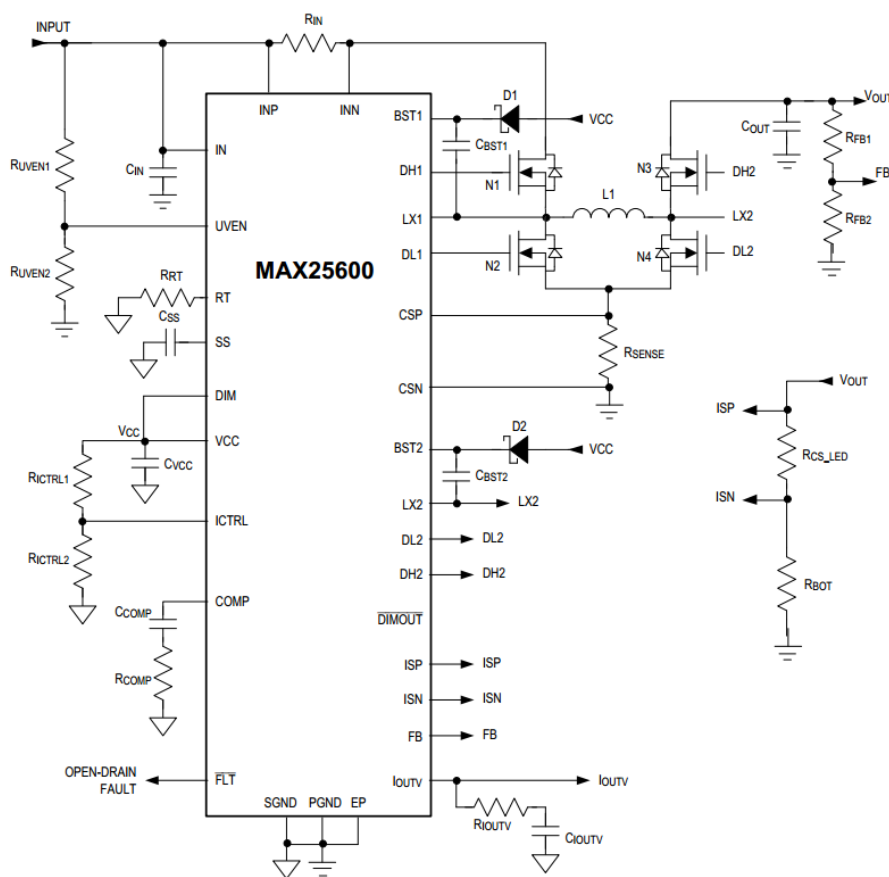 INPUT
RIN
INP
INN
BST1
D1
VCC
CBST1
VOUT
COUT
RFB1
FB
RFB2
RUVEN1
IN
CIN
DH1
N1
N3
DH2
UVEN
LX1
L1
LX2
RUVEN2
MAX25600
DL1
N2
N4
DL2
RRT
RT
CSS
SS
CSP
RSENSE
CSN
DIM
VCC
VCC
CVCC
RICTRL1
ICTRL
RICTRL2
BST2
D2
VCC
CBST2
LX2
LX2
DL2
DL2
DH2
DH2
VOUT
ISP
RCS_LED
ISN
RBOT
COMP
CCOMP
RCOMP
DIMOUT
ISP
ISP
ISN
ISN
FB
FB
OPEN-DRAIN
FAULT
FLT
IOUTV
IOUTV
RIOUTV
CIOUTV
SGND PGND EP